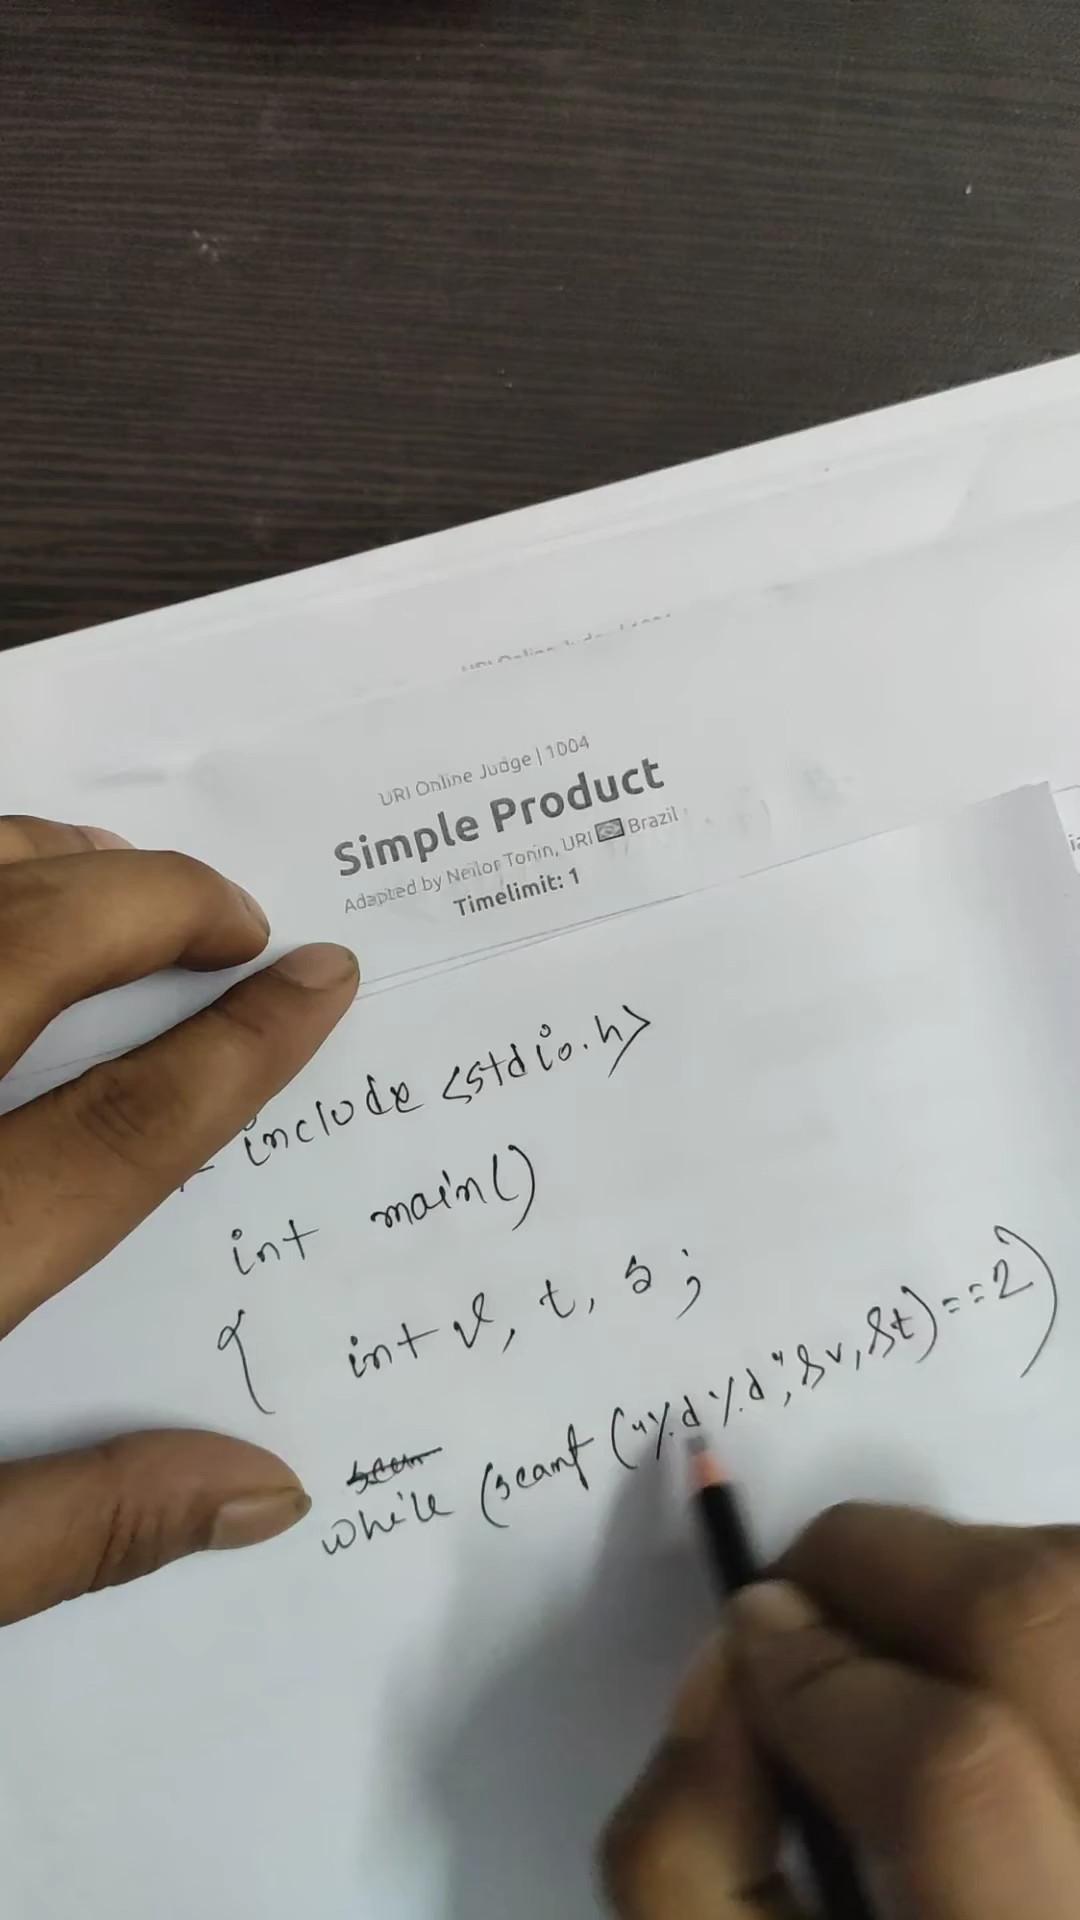 URI Online Judge | 1004
Simple Product
Adapted by Neilor Tonin, URI Brazil
Timelimit: 1
include <stdio.h>
int main()
{ int v, t, s;
while (scanf ("%d %d", &v, &t) == 2)